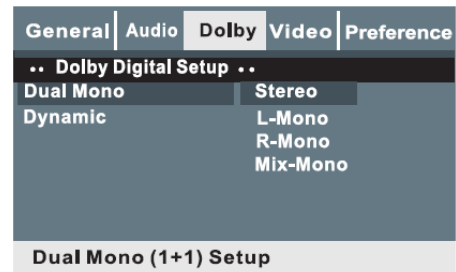 General Audio Dolby Video Preference
•• Dolby Digital Setup ••
Dual Mono Stereo
Dynamic L-Mono
R-Mono
Mix-Mono
Dual Mono (1+1) Setup